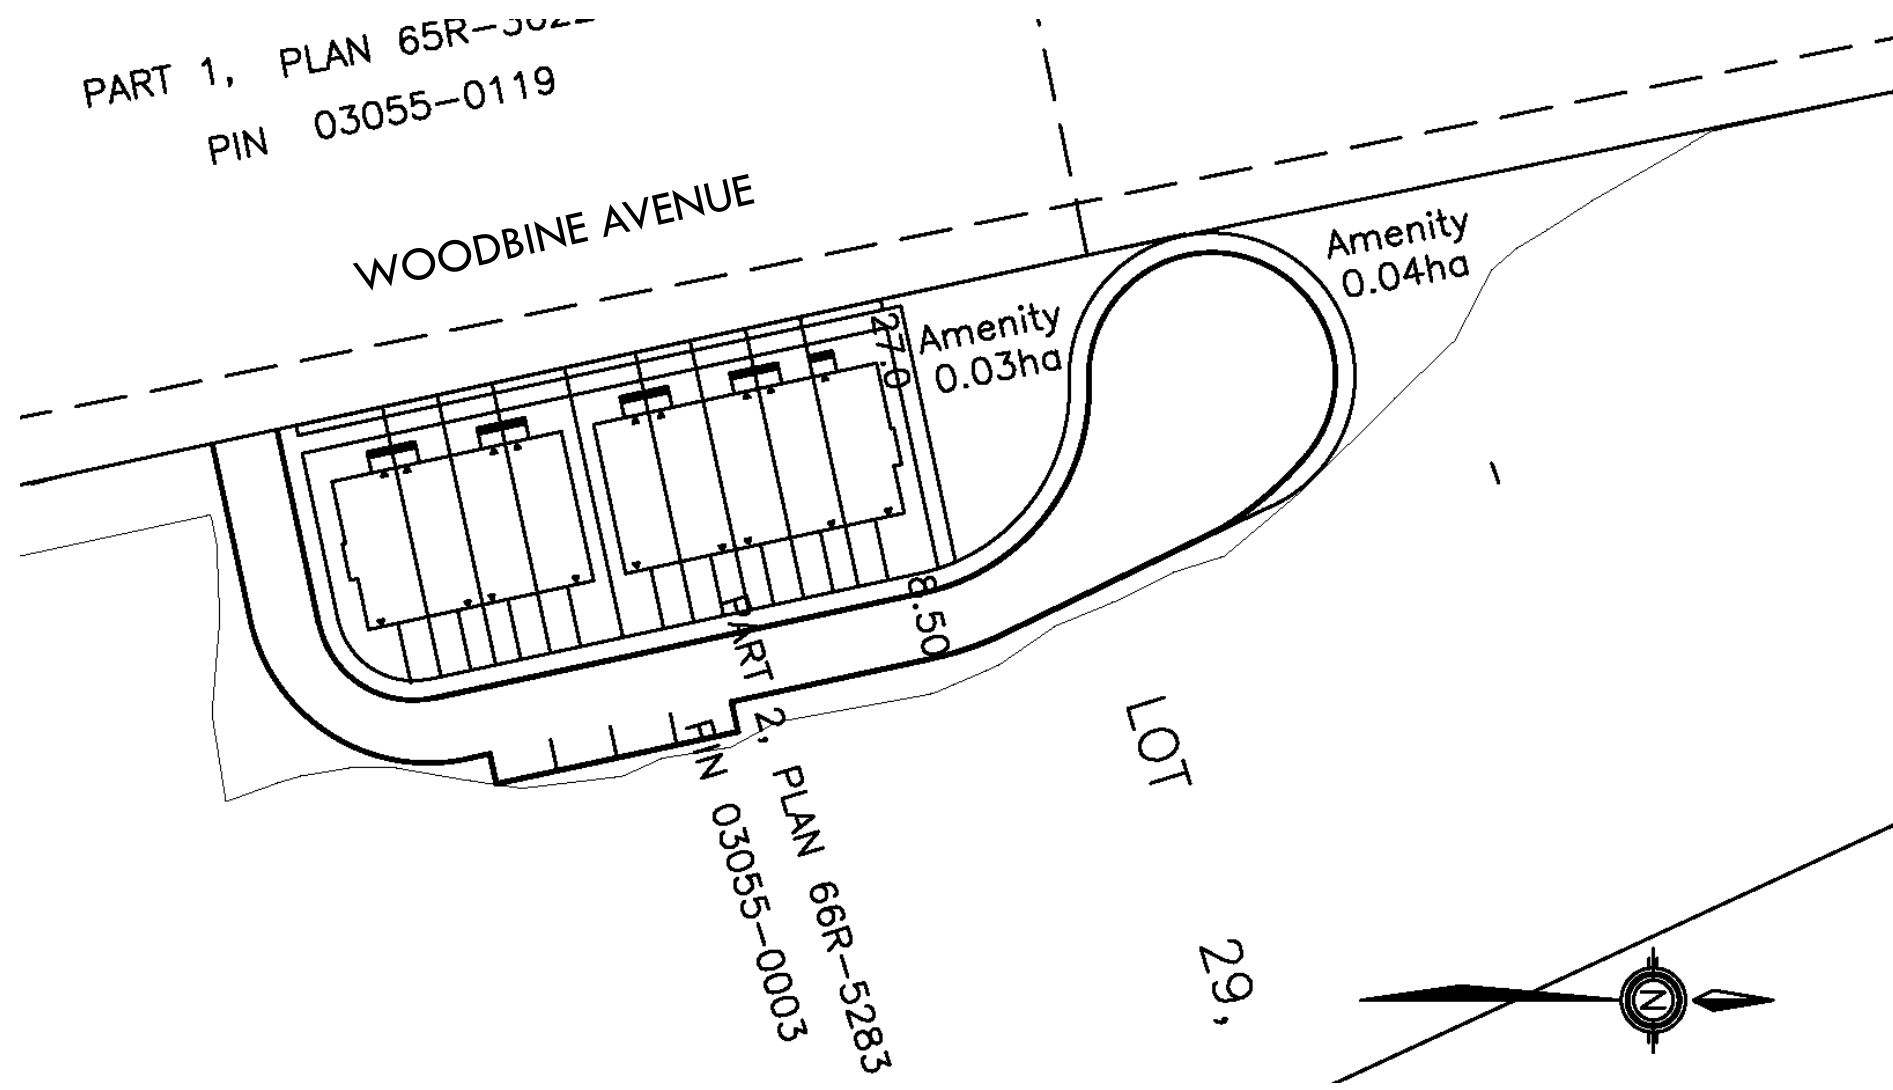 PART 1, PLAN 65R-3022
PIN 03055-0119
WOODBINE AVENUE
Amenity
0.04ha
Amenity
0.03ha
27.0
8.50
PART 2, PLAN 66R-5283
PIN 03055-0003
LOT
29,
N